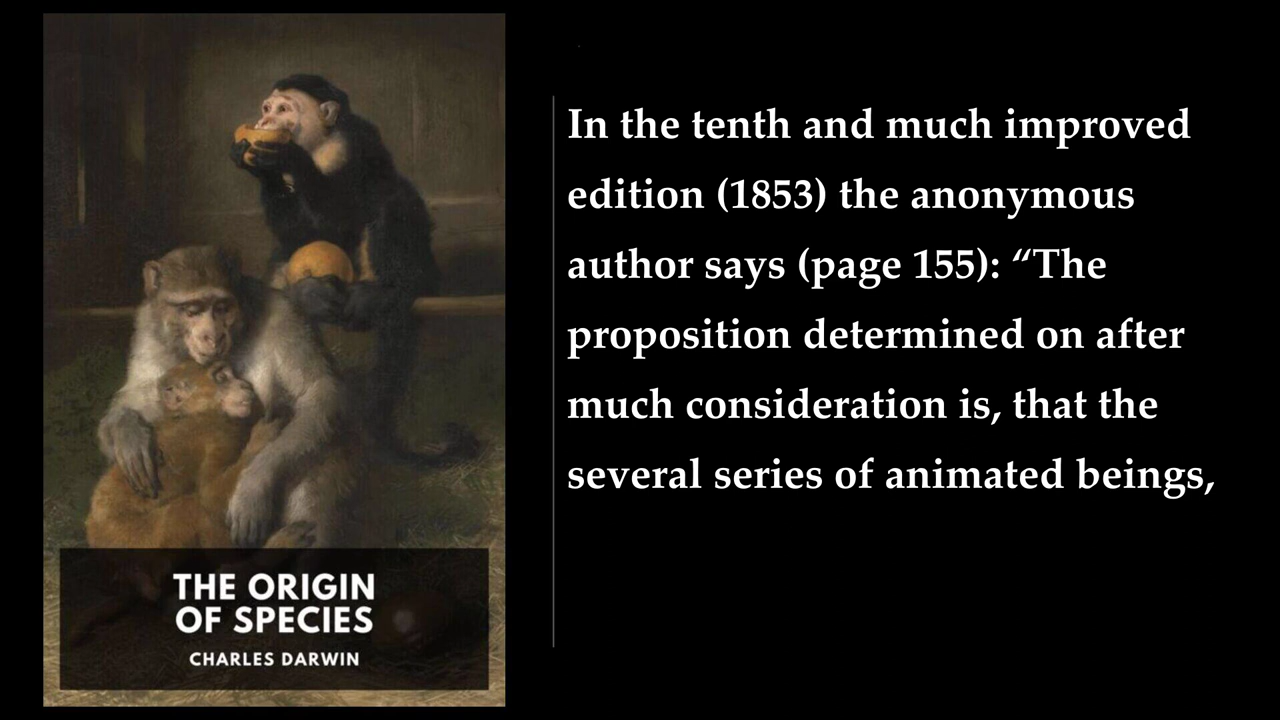 THE ORIGIN
OF SPECIES
CHARLES DARWIN
In the tenth and much improved
edition (1853) the anonymous
author says (page 155): “The
proposition determined on after
much consideration is, that the
several series of animated beings,